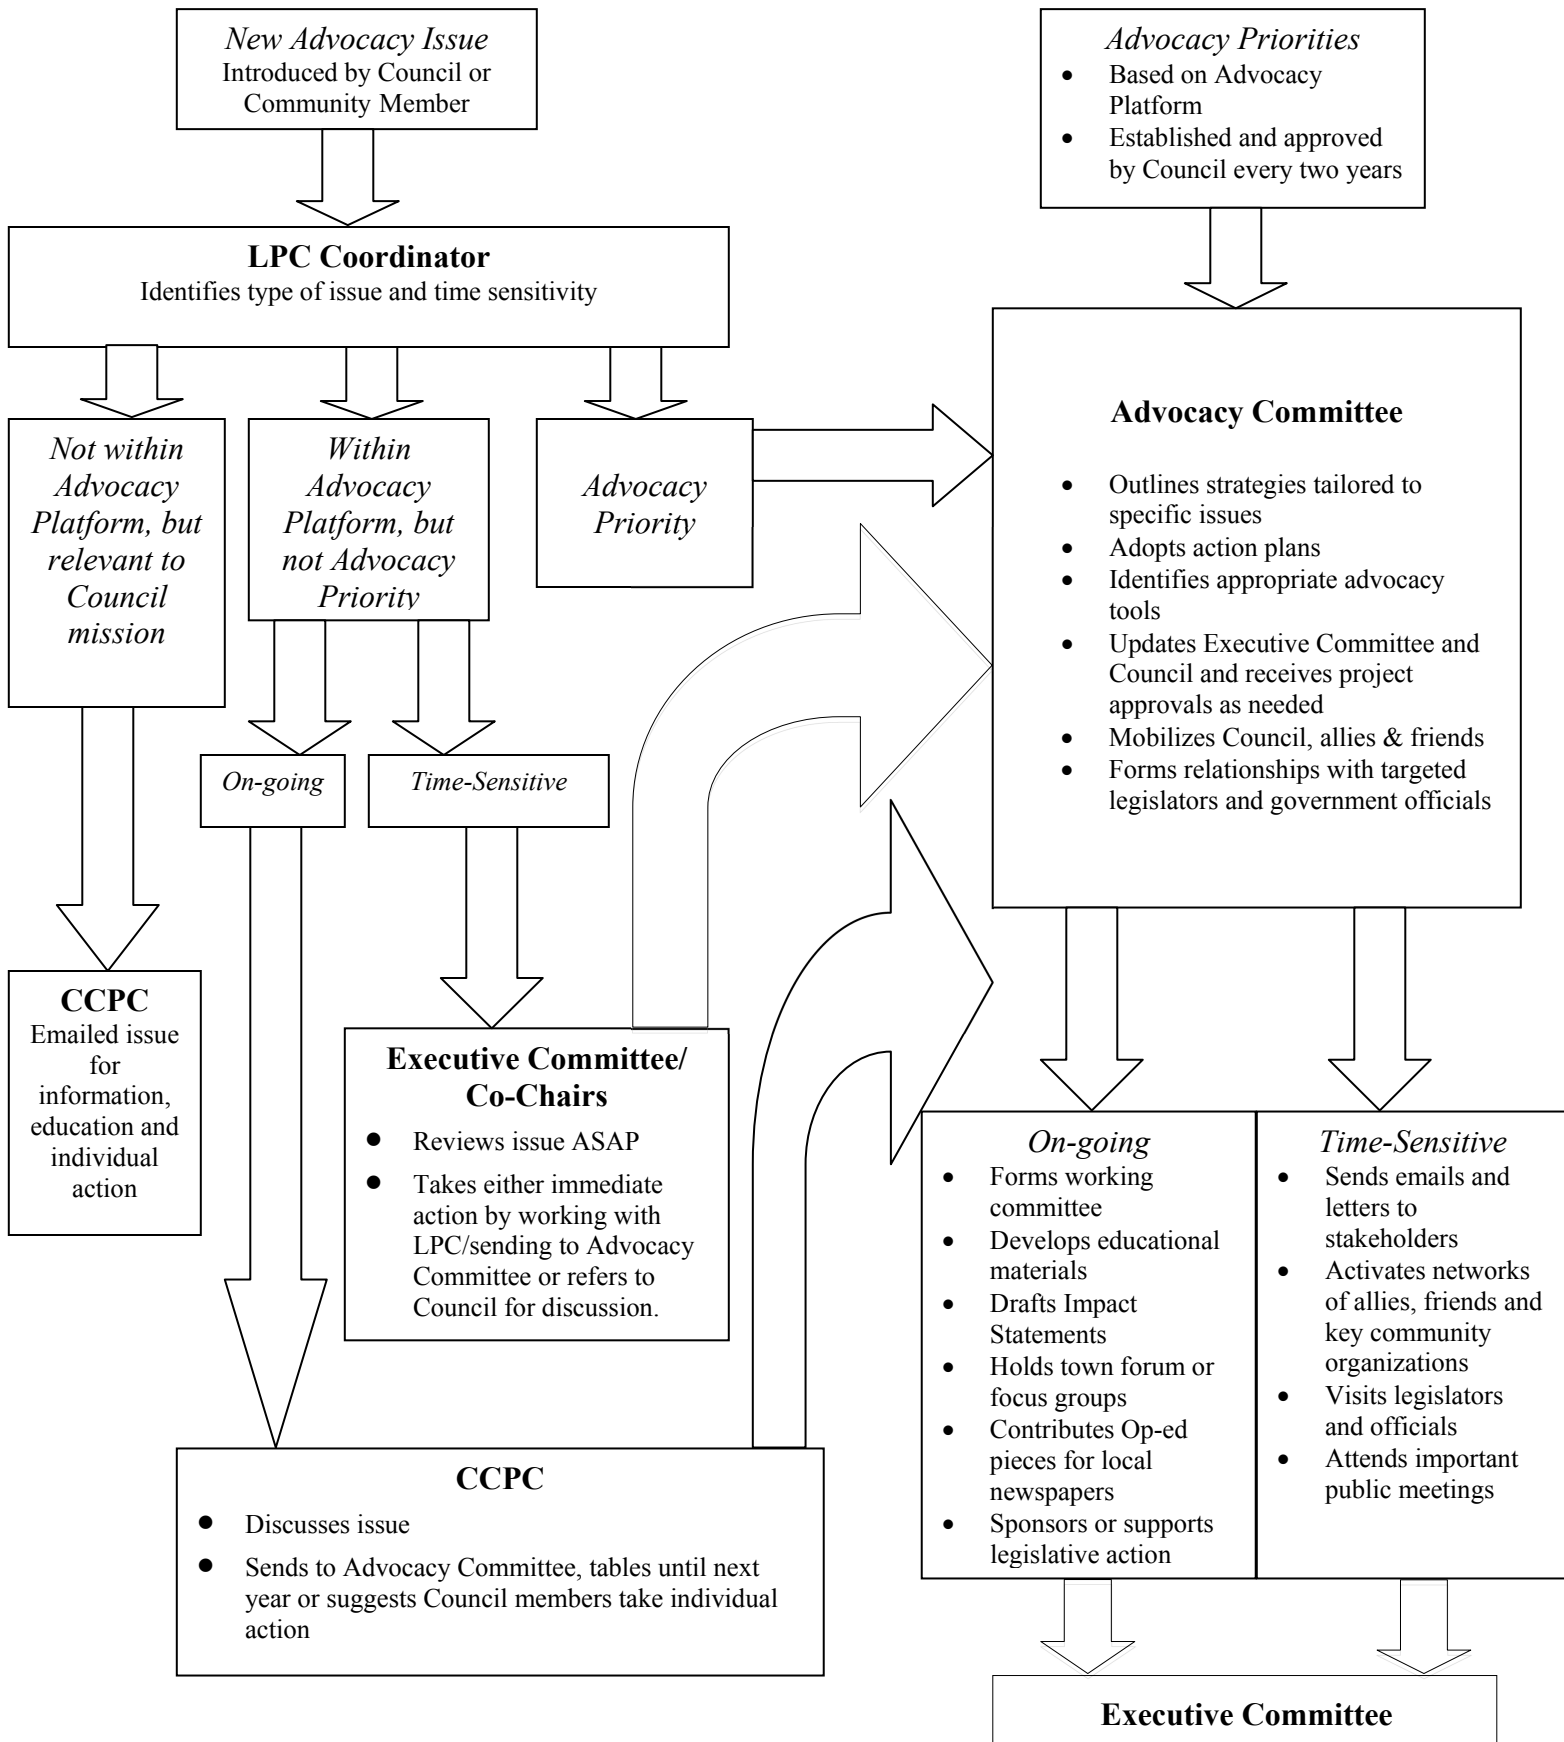 New Advocacy Issue
Introduced by Council or
Community Member
Advocacy Priorities
• Based on Advocacy
Platform
• Established and approved
by Council every two years
LPC Coordinator
Identifies type of issue and time sensitivity
Not within
Advocacy
Platform, but
relevant to
Council
mission
Within
Advocacy
Platform, but
not Advocacy
Priority
Advocacy
Priority
Advocacy Committee
• Outlines strategies tailored to
specific issues
• Adopts action plans
• Identifies appropriate advocacy
tools
• Updates Executive Committee and
Council and receives project
approvals as needed
• Mobilizes Council, allies & friends
• Forms relationships with targeted
legislators and government officials
On-going
Time-Sensitive
CCPC
Emailed issue
for
information,
education and
individual
action
Executive Committee/
Co-Chairs
• Reviews issue ASAP
• Takes either immediate
action by working with
LPC/sending to Advocacy
Committee or refers to
Council for discussion.
CCPC
• Discusses issue
• Sends to Advocacy Committee, tables until next
year or suggests Council members take individual
action
On-going
• Forms working
committee
• Develops educational
materials
• Drafts Impact
Statements
• Holds town forum or
focus groups
• Contributes Op-ed
pieces for local
newspapers
• Sponsors or supports
legislative action
Time-Sensitive
• Sends emails and
letters to
stakeholders
• Activates networks
of allies, friends and
key community
organizations
• Visits legislators
and officials
• Attends important
public meetings
Executive Committee